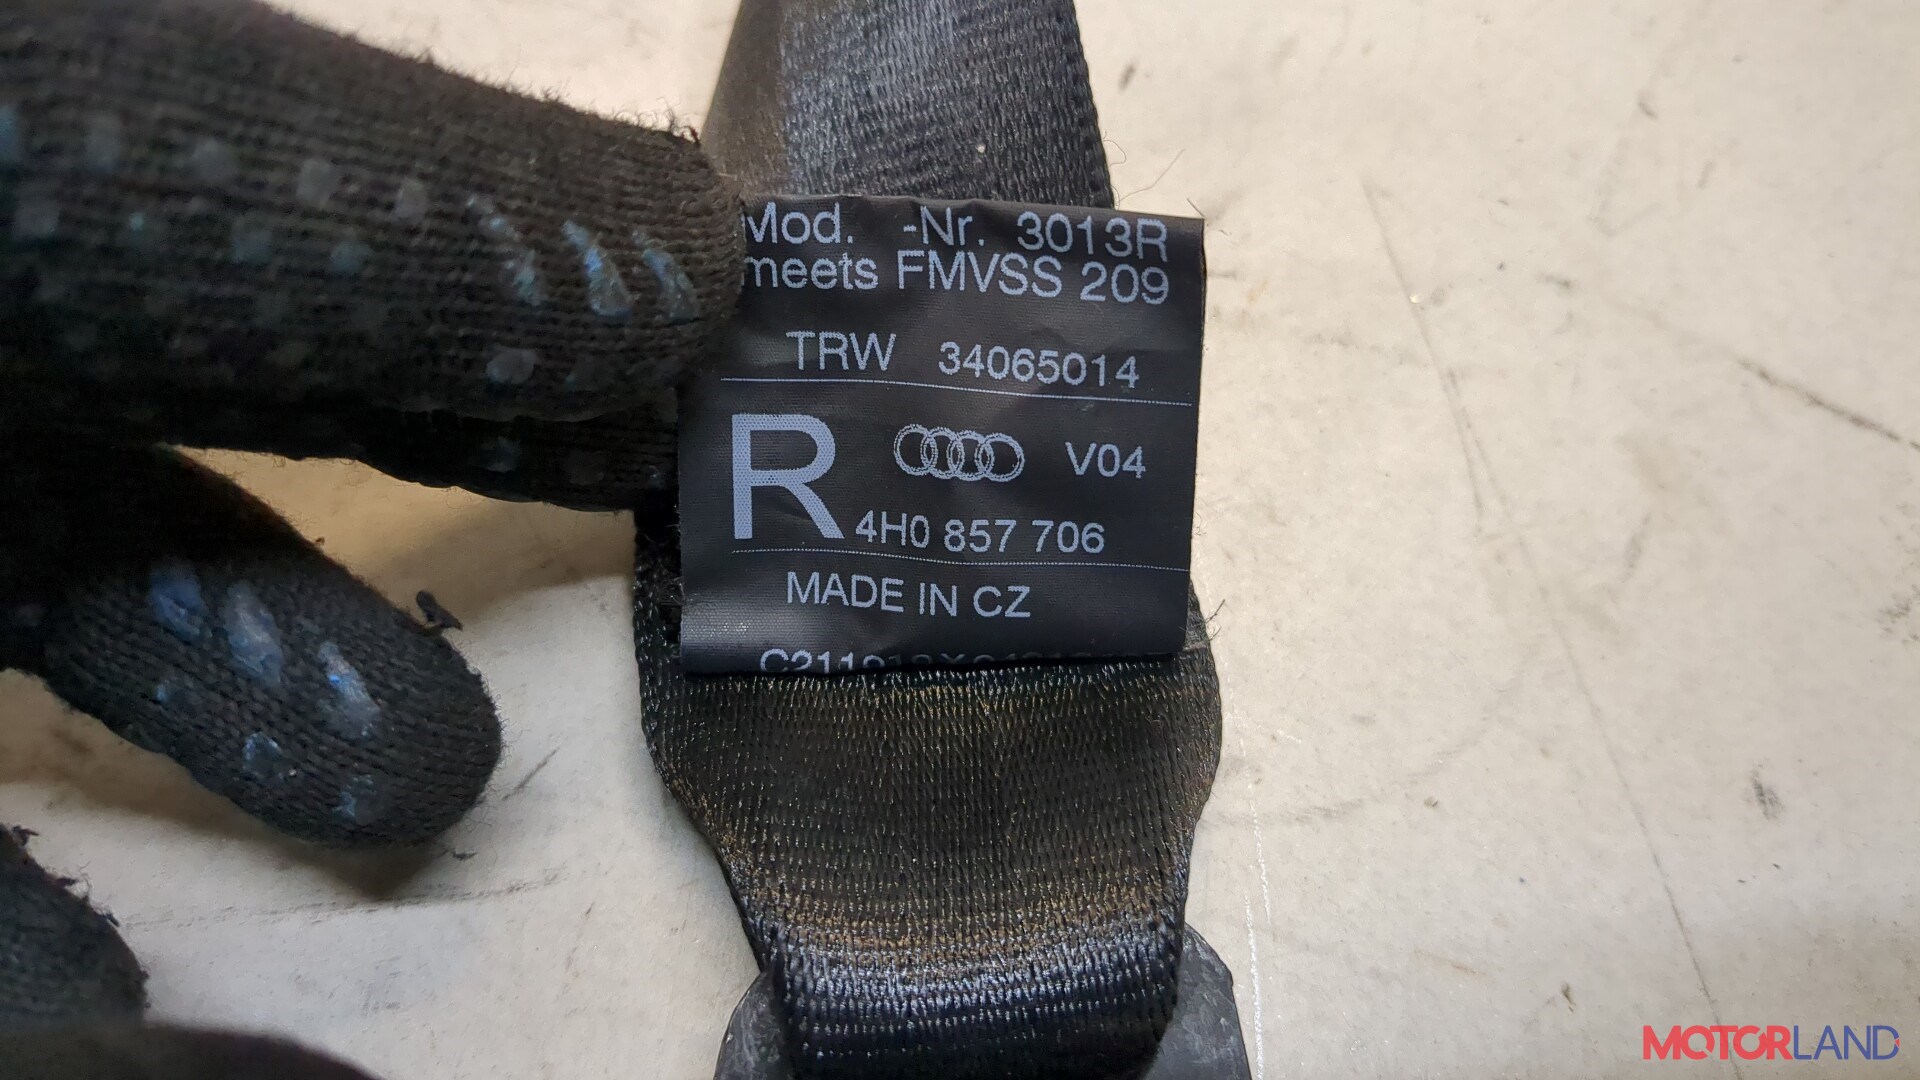 Mod. -Nr. 3013R
meets FMVSS 209
TRW 34065014
R V04
4H0 857 706
MADE IN CZ
MOTORLAND